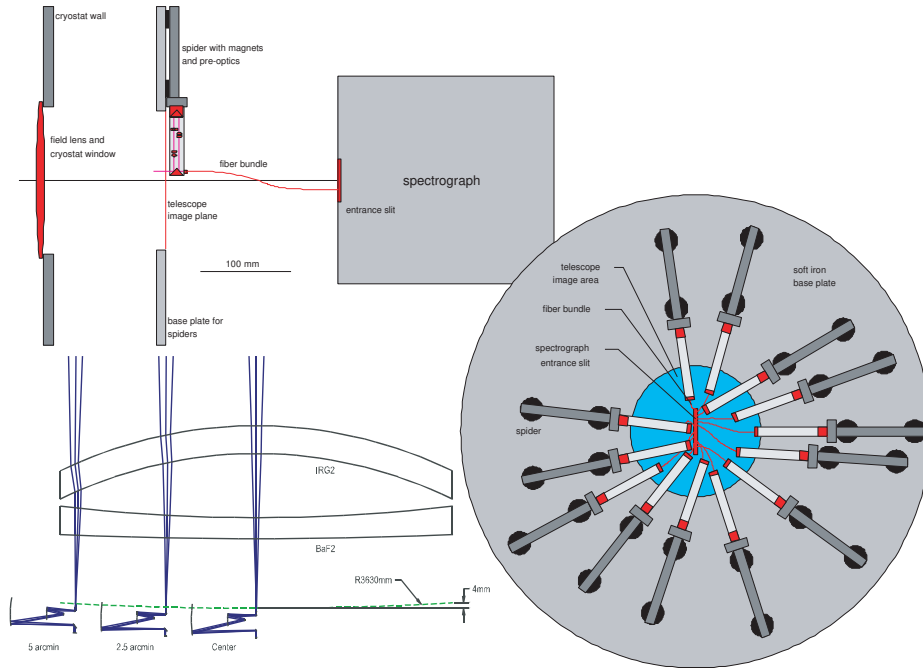 cryostat wall
spider with magnets
and pre-optics
field lens and
cryostat window
fiber bundle
spectrograph
entrance slit
telescope
image plane
100 mm
base plate for
spiders
telescope
image area
fiber bundle
spectrograph
entrance slit
soft iron
base plate
spider
IRG2
BaF2
R3630mm
4mm
5 arcmin
2.5 arcmin
Center